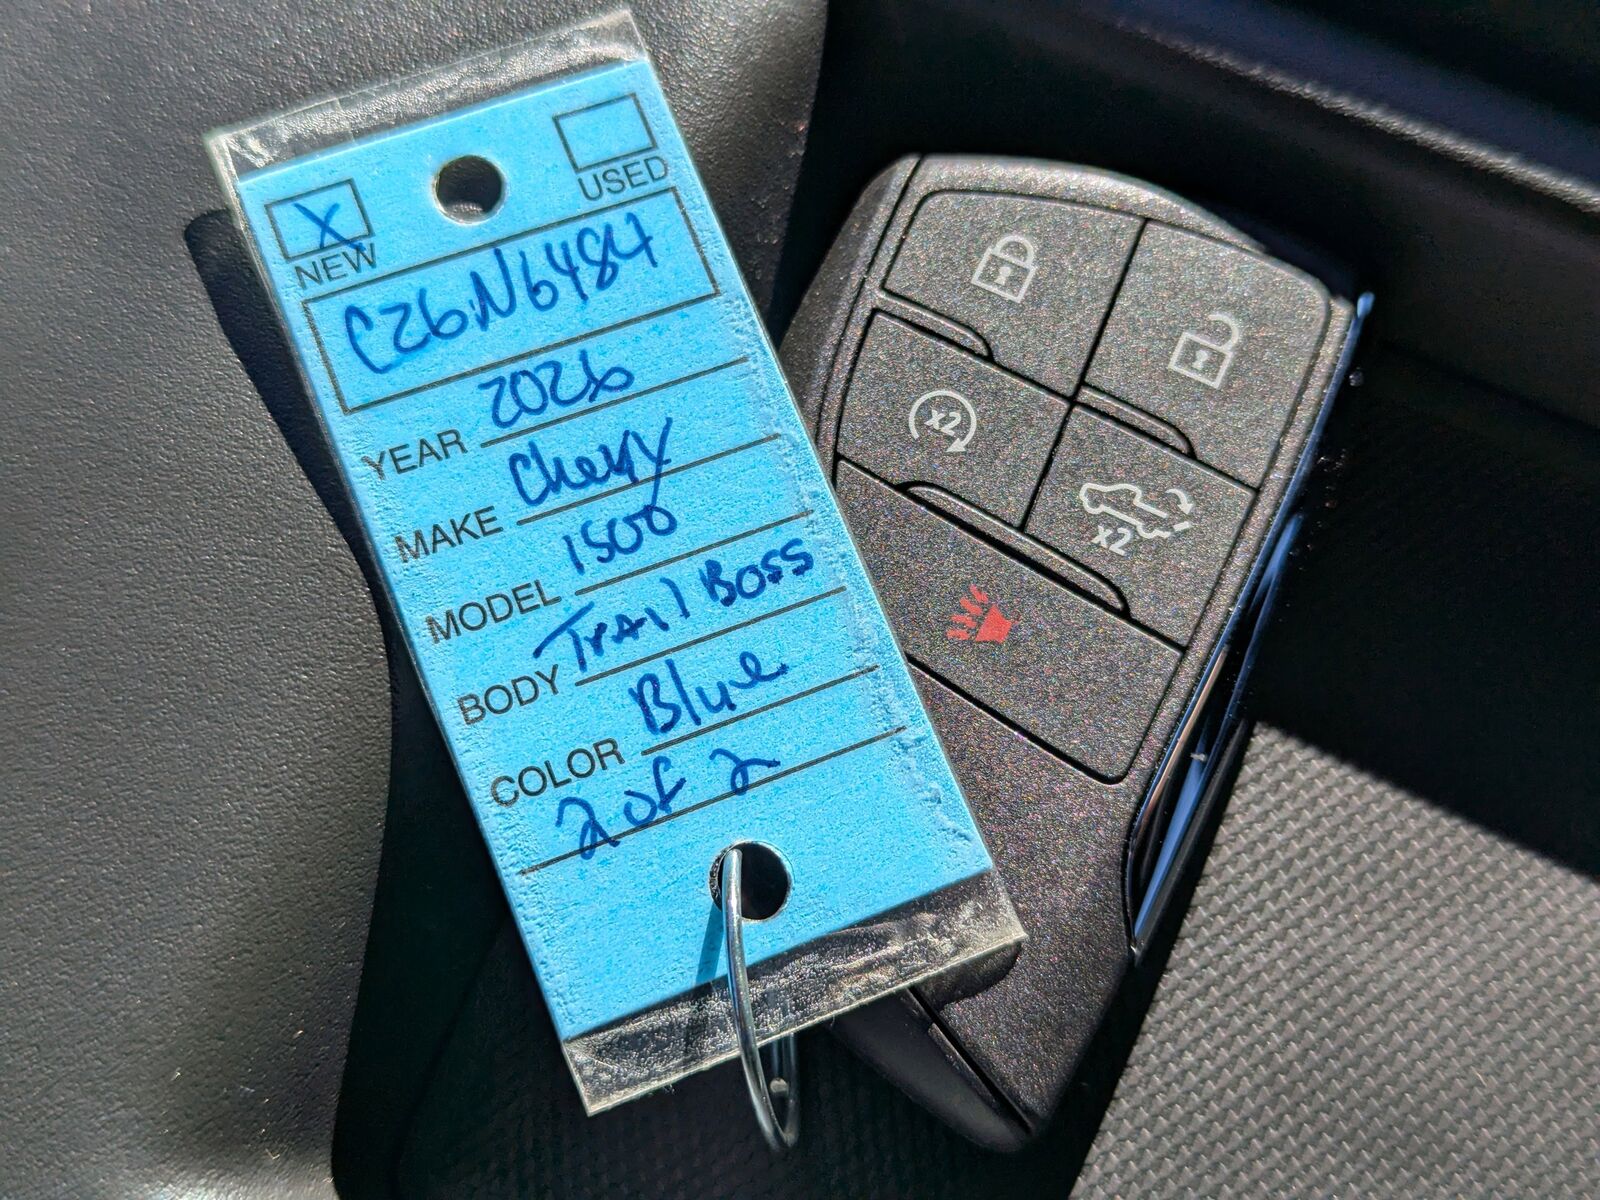 USED
X
NEW
C26N6484
YEAR 2026
MAKE Chevy
MODEL 1500
BODY Trail Boss
COLOR Blue
2 of 2
x2
x2